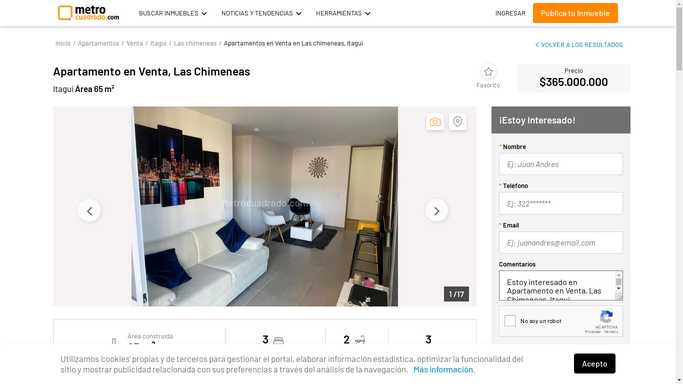 metro
cuadrado.com
BUSCAR INMUEBLES
NOTICIAS Y TENDENCIAS
HERRAMIENTAS
INGRESAR
Publica tu inmueble
Inicio / Apartamentos / Venta / Itagui / Las chimeneas / Apartamentos en Venta en Las chimeneas, itagui
VOLVER A LOS RESULTADOS
Apartamento en Venta, Las Chimeneas
Itagui Área 65 m²
Favorito
Precio
$365.000.000
Metrocuadrado.com
1 / 17
¡Estoy interesado!
* Nombre
Ej: Juan Andres
* Teléfono
Ej: 322*******
* Email
Ej: juanandres@email.com
Comentarios
Estoy interesado en
Apartamento en Venta, Las
Chimeneas, Itagui
No soy un robot
reCAPTCHA
Privacidad - Términos
Área construida
3
2
3
Utilizamos 'cookies' propias y de terceros para gestionar el portal, elaborar información estadística, optimizar la funcionalidad del
sitio y mostrar publicidad relacionada con sus preferencias a través del análisis de la navegación. Más información.
Acepto